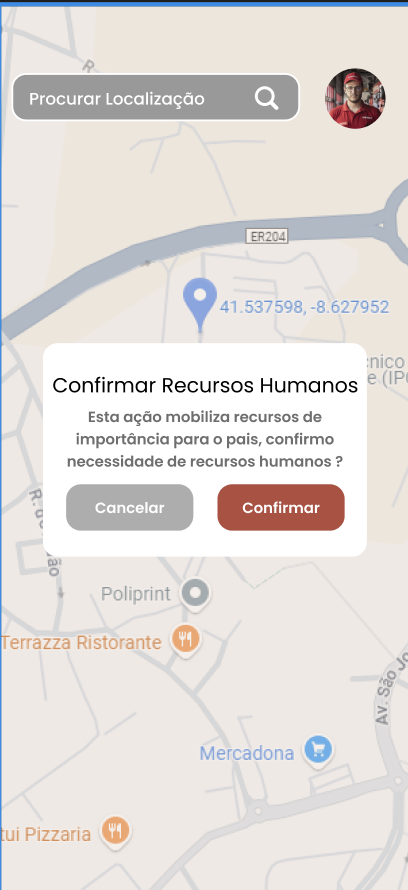 Procurar Localização
ER204
41.537598, -8.627952
Confirmar Recursos Humanos
Esta ação mobiliza recursos de
importância para o pais, confirmo
necessidade de recursos humanos ?
Cancelar
Confirmar
Poliprint
Terrazza Ristorante
Av. São Jo
Mercadona
tui Pizzaria